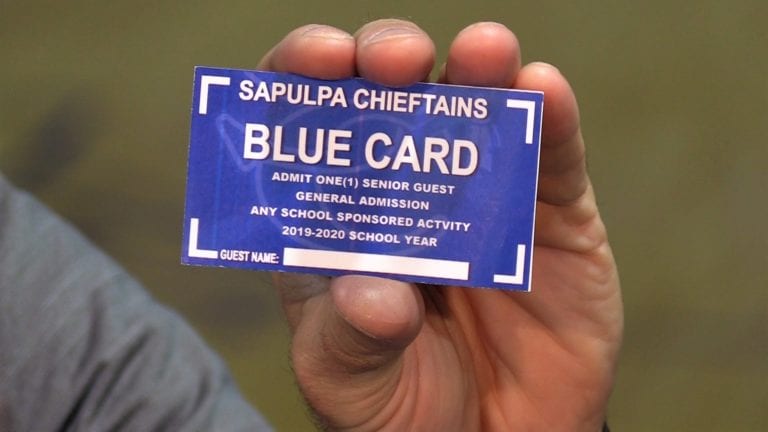 SAPULPA CHIEFTAINS
BLUE CARD
ADMIT ONE(1) SENIOR GUEST
GENERAL ADMISSION
ANY SCHOOL SPONSORED ACTVITY
2019-2020 SCHOOL YEAR
GUEST NAME: